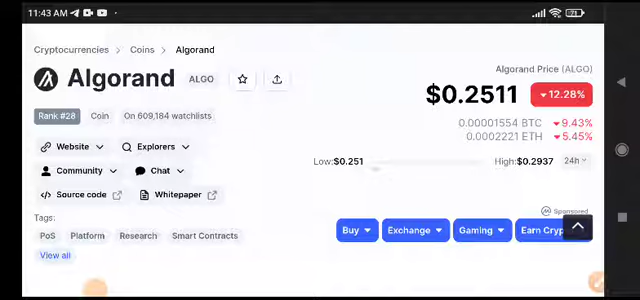 11:43 AM
71
Cryptocurrencies > Coins > Algorand
Algorand ALGO
Rank #28 Coin On 609,184 watchlists
Website Explorers
Community Chat
Source code Whitepaper
Tags:
PoS Platform Research Smart Contracts
View all
Algorand Price (ALGO)
$0.2511 12.28%
0.00001554 BTC 9.43%
0.0002221 ETH 5.45%
Low:$0.251 High:$0.2937 24h
Sponsored
Buy Exchange Gaming Earn Cryp